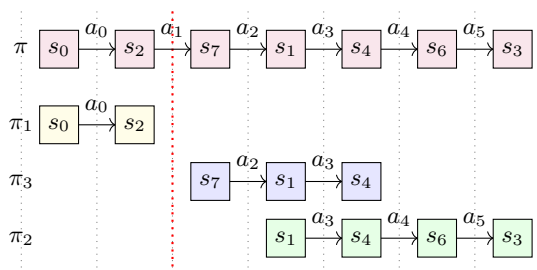 a₀ a₁ a₂ a₃ a₄ a₅
π s₀ s₂ s₇ s₁ s₄ s₆ s₃
a₀
π₁ s₀ s₂
a₂ a₃
π₃ s₇ s₁ s₄
a₃ a₄ a₅
π₂ s₁ s₄ s₆ s₃